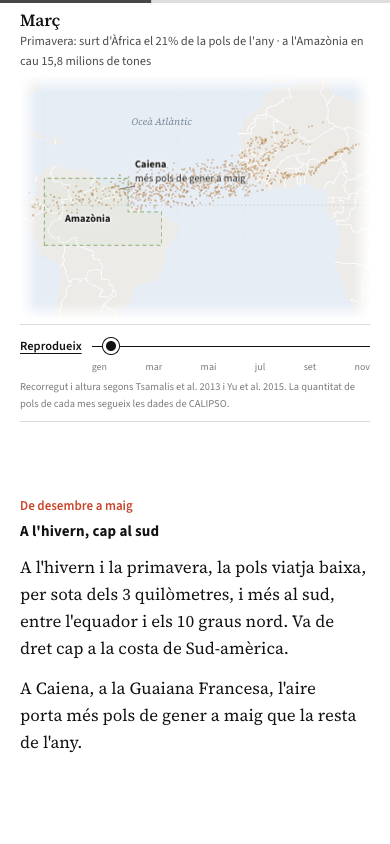 Març
Primavera: surt d'Àfrica el 21% de la pols de l'any · a l'Amazònia en
cau 15,8 milions de tones
Oceà Atlàntic
Caiena
més pols de gener a maig
Amazònia
Reprodueix
gen mar mai jul set nov
Recorregut i altura segons Tsamalis et al. 2013 i Yu et al. 2015. La quantitat de
pols de cada mes segueix les dades de CALIPSO.
De desembre a maig
A l'hivern, cap al sud
A l'hivern i la primavera, la pols viatja baixa,
per sota dels 3 quilòmetres, i més al sud,
entre l'equador i els 10 graus nord. Va de
dret cap a la costa de Sud-amèrica.
A Caiena, a la Guaiana Francesa, l'aire
porta més pols de gener a maig que la resta
de l'any.